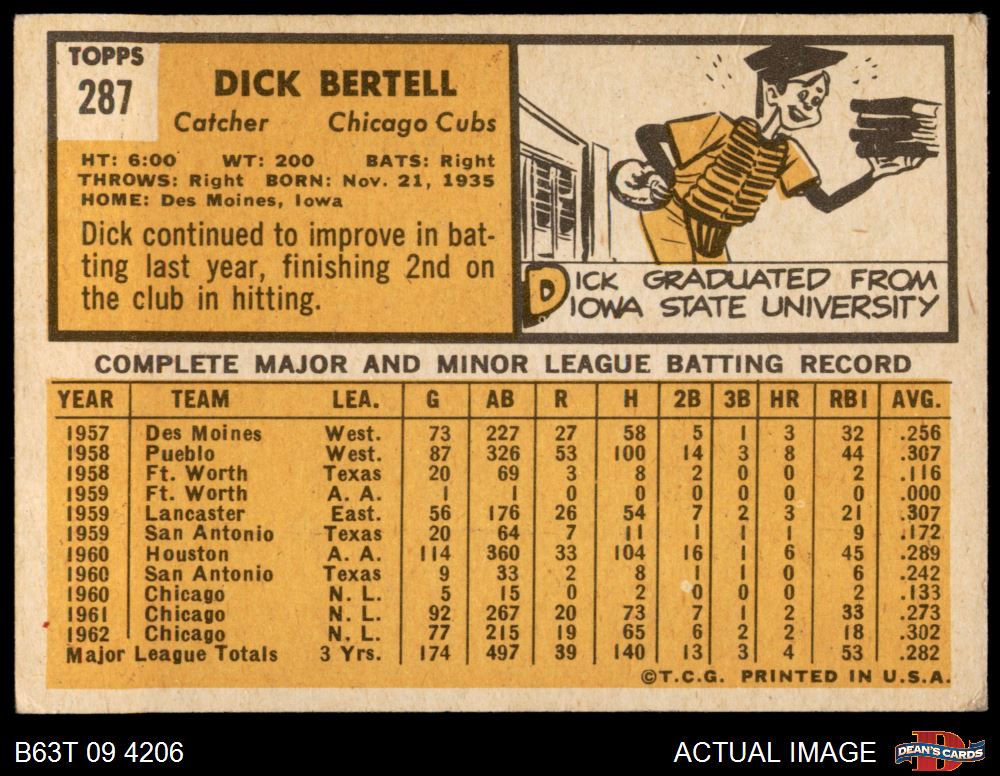 TOPPS
287
DICK BERTELL
Catcher Chicago Cubs
HT: 6:00 WT: 200 BATS: Right
THROWS: Right BORN: Nov. 21, 1935
HOME: Des Moines, Iowa
Dick continued to improve in bat-
ting last year, finishing 2nd on
the club in hitting.
DICK GRADUATED FROM
IOWA STATE UNIVERSITY
COMPLETE MAJOR AND MINOR LEAGUE BATTING RECORD
YEAR TEAM LEA. G AB R H 2B 3B HR RBI AVG.
1957 Des Moines West. 73 227 27 58 5 1 3 32 .256
1958 Pueblo West. 87 326 53 100 14 3 8 44 .307
1958 Ft. Worth Texas 20 69 3 8 2 0 0 2 .116
1959 Ft. Worth A. A. 1 1 0 0 0 0 0 0 .000
1959 Lancaster East. 56 176 26 54 7 2 3 21 .307
1959 San Antonio Texas 20 64 7 11 1 1 1 9 .172
1960 Houston A. A. 114 360 33 104 16 1 6 45 .289
1960 San Antonio Texas 9 33 2 8 1 1 0 6 .242
1960 Chicago N. L. 5 15 0 2 0 0 0 2 .133
1961 Chicago N. L. 92 267 20 73 7 1 2 33 .273
1962 Chicago N. L. 77 215 19 65 6 2 2 18 .302
Major League Totals 3 Yrs. 174 497 39 140 13 3 4 53 .282
©T.C.G. PRINTED IN U.S.A.
B63T 09 4206
ACTUAL IMAGE
DEAN'S CARDS